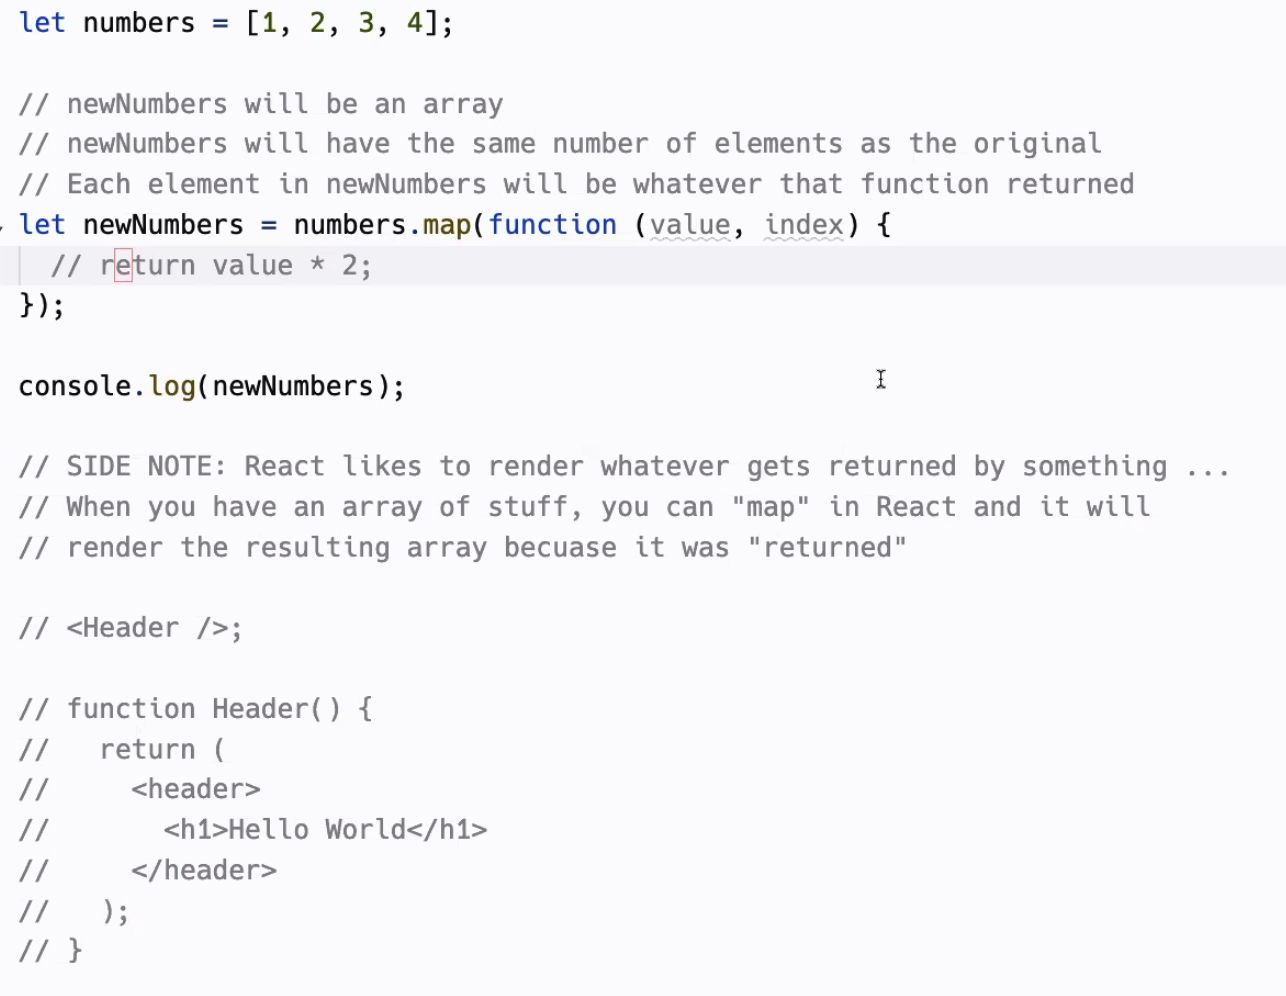 let numbers = [1, 2, 3, 4];
// newNumbers will be an array
// newNumbers will have the same number of elements as the original
// Each element in newNumbers will be whatever that function returned
let newNumbers = numbers.map(function (value, index) {
// return value * 2;
});
console.log(newNumbers);
// SIDE NOTE: React likes to render whatever gets returned by something ...
// When you have an array of stuff, you can "map" in React and it will
// render the resulting array becuase it was "returned"
// <Header />;
// function Header() {
//   return (
//     <header>
//       <h1>Hello World</h1>
//     </header>
//   );
// }